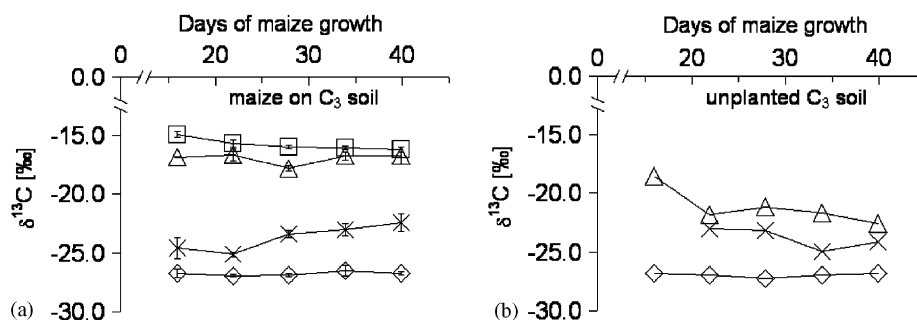 Days of maize growth
0 20 30 40
0.0
maize on C₃ soil
-15.0
-20.0
-25.0
-30.0
δ¹³C [‰]
(a)
Days of maize growth
0 20 30 40
0.0
unplanted C₃ soil
-15.0
-20.0
-25.0
-30.0
δ¹³C [‰]
(b)